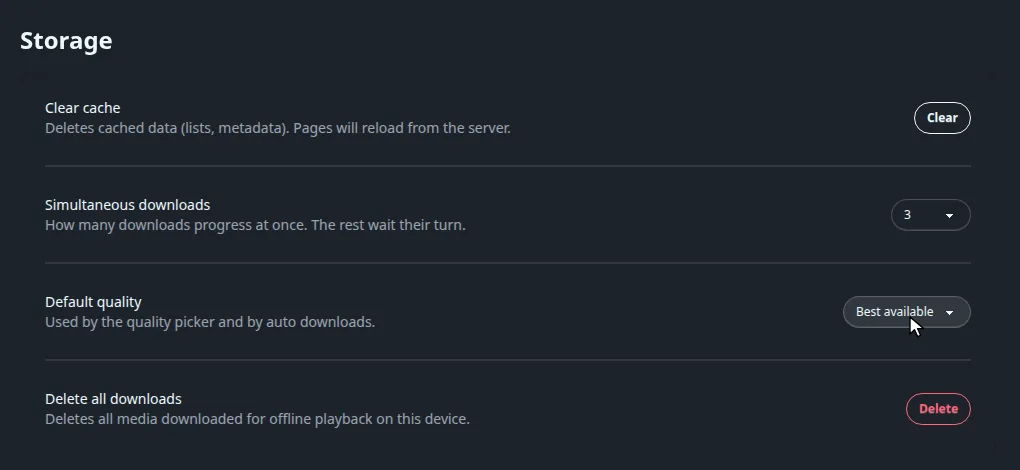 Storage
Clear cache
Deletes cached data (lists, metadata). Pages will reload from the server.
Clear
Simultaneous downloads
How many downloads progress at once. The rest wait their turn.
3
Default quality
Used by the quality picker and by auto downloads.
Best available
Delete all downloads
Deletes all media downloaded for offline playback on this device.
Delete